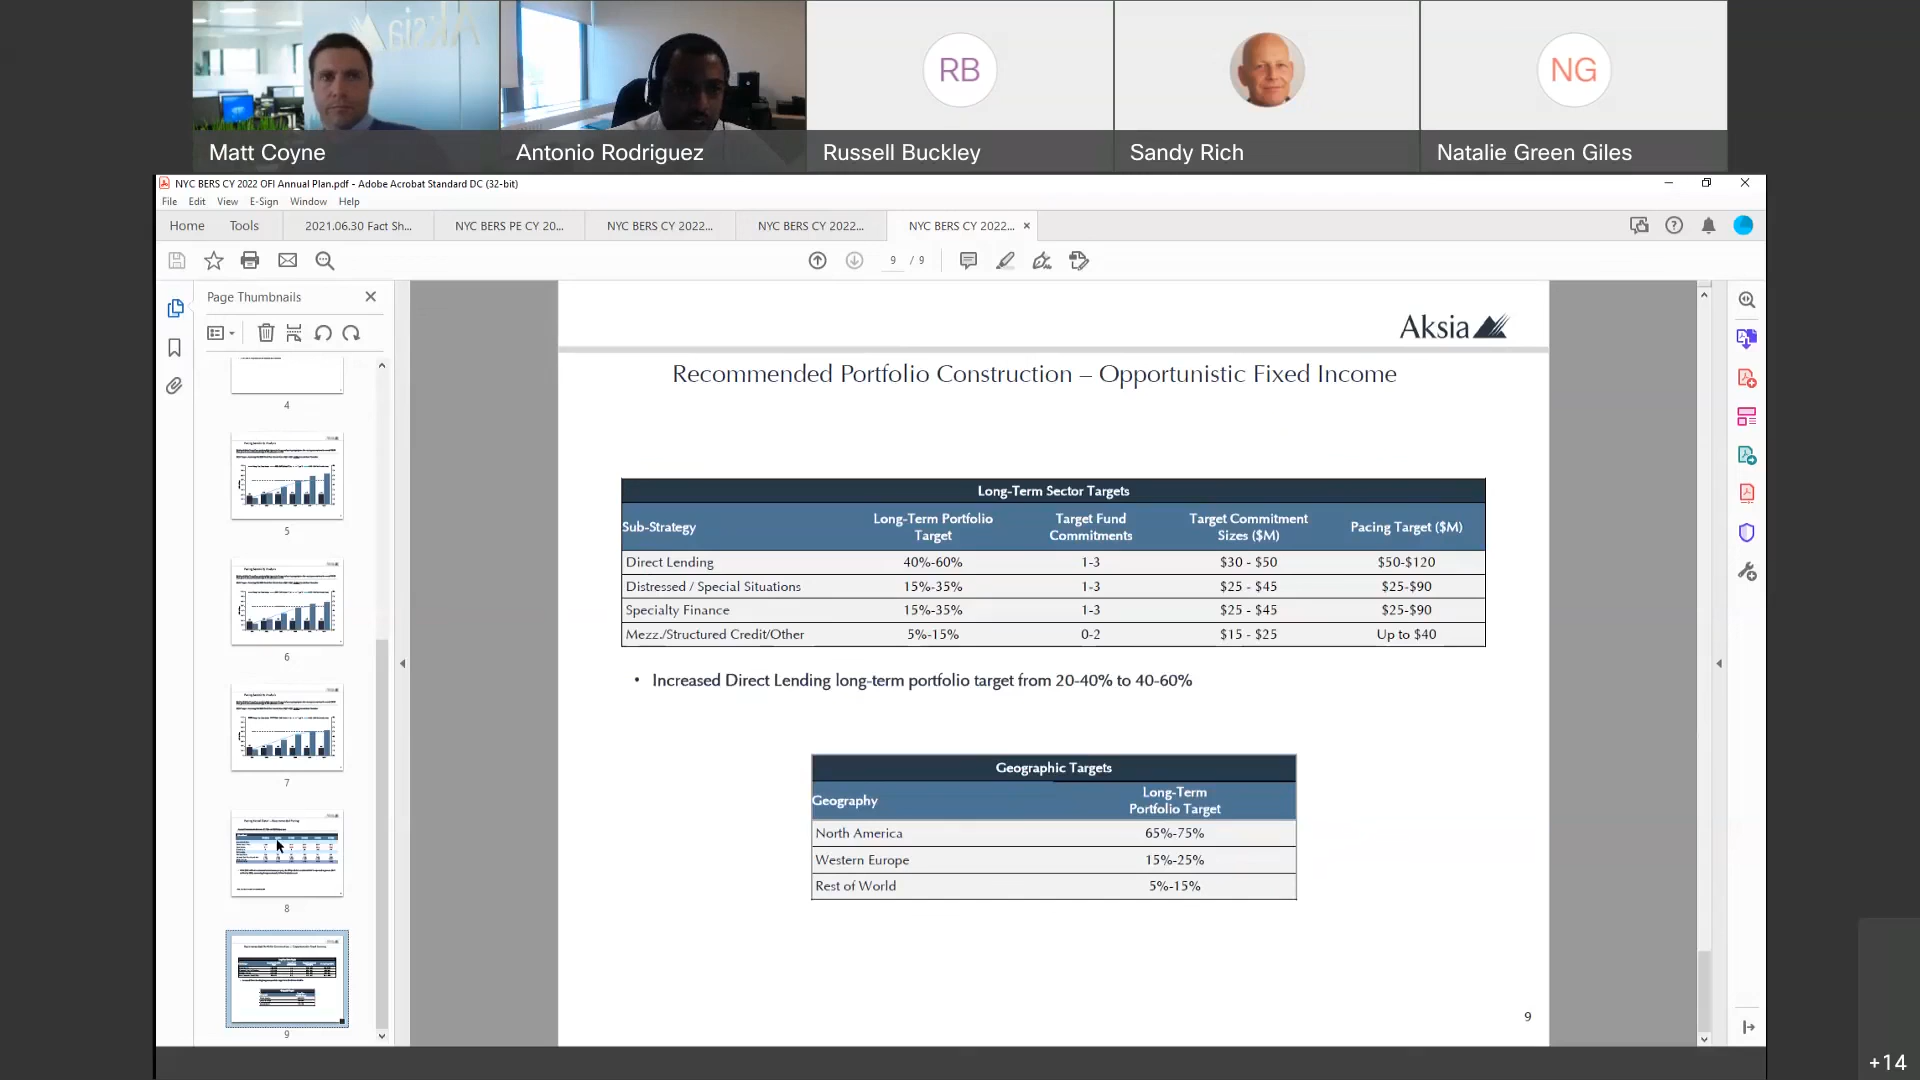 Aksia
RB
NG
Matt Coyne
Antonio Rodriguez
Russell Buckley
Sandy Rich
Natalie Green Giles
NYC BERS CY 2022 OFI Annual Plan.pdf - Adobe Acrobat Standard DC (32-bit)
File Edit View E-Sign Window Help
Home Tools 2021.06.30 Fact Sh... NYC BERS PE CY 20... NYC BERS CY 2022... NYC BERS CY 2022... NYC BERS CY 2022... ×
9 / 9
Page Thumbnails
4
5
6
7
8
9
Aksia
Recommended Portfolio Construction – Opportunistic Fixed Income
Long-Term Sector Targets
Sub-Strategy Long-Term Portfolio Target Target Fund Commitments Target Commitment Sizes ($M) Pacing Target ($M)
Direct Lending 40%-60% 1-3 $30 - $50 $50-$120
Distressed / Special Situations 15%-35% 1-3 $25 - $45 $25-$90
Specialty Finance 15%-35% 1-3 $25 - $45 $25-$90
Mezz./Structured Credit/Other 5%-15% 0-2 $15 - $25 Up to $40
• Increased Direct Lending long-term portfolio target from 20-40% to 40-60%
Geographic Targets
Geography Long-Term Portfolio Target
North America 65%-75%
Western Europe 15%-25%
Rest of World 5%-15%
9
+14